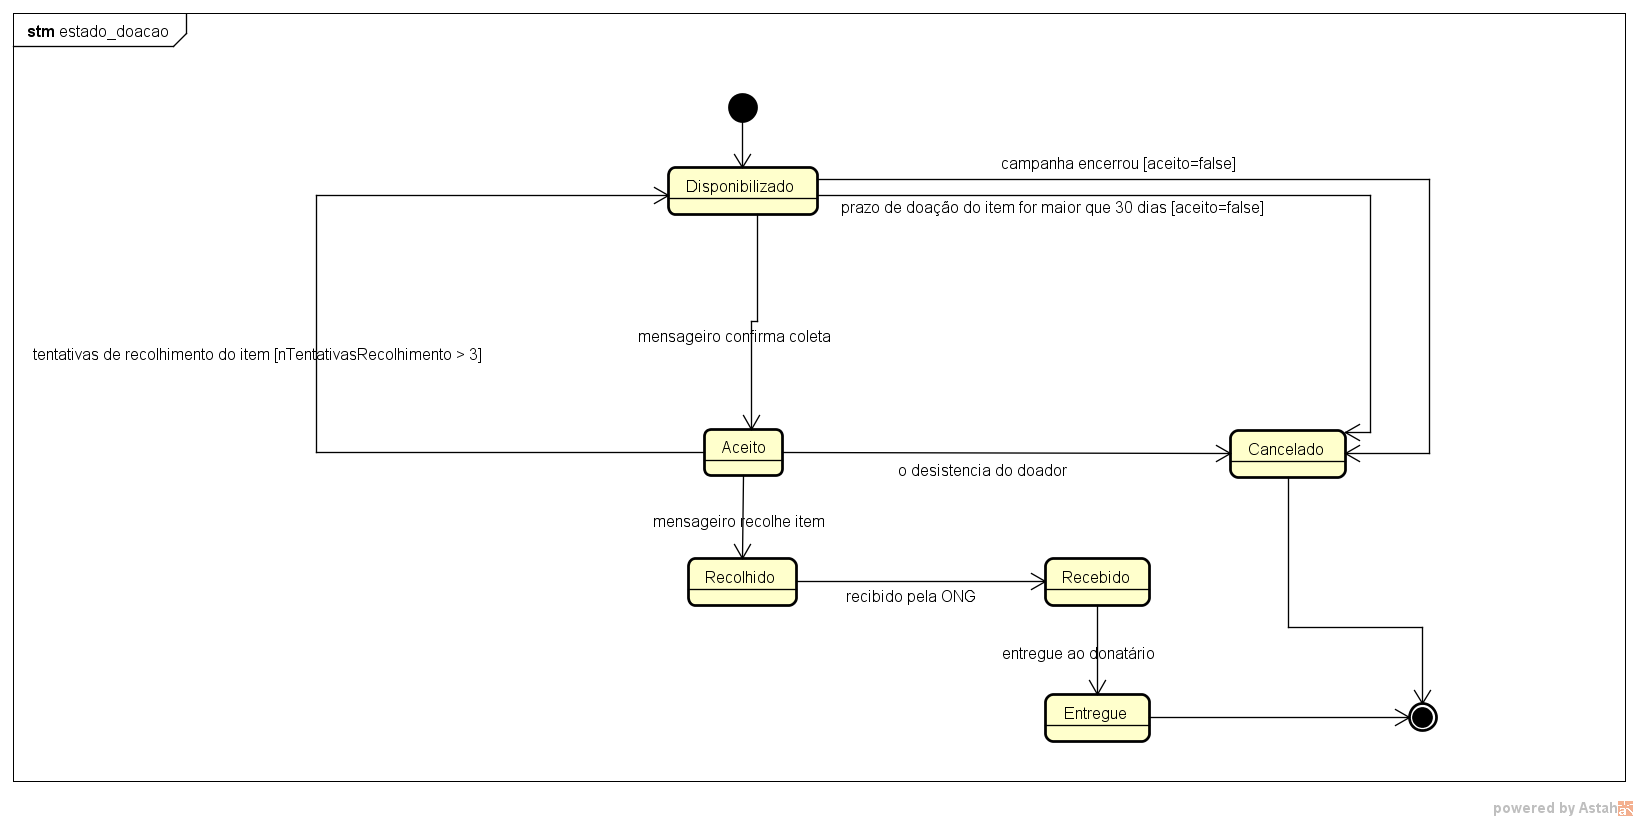 stm estado_doacao
campanha encerrou [aceito=false]
Disponibilizado
prazo de doação do item for maior que 30 dias [aceito=false]
mensageiro confirma coleta
tentativas de recolhimento do item [nTentativasRecolhimento > 3]
Aceito
Cancelado
o desistencia do doador
mensageiro recolhe item
Recolhido
Recebido
recibido pela ONG
entregue ao donatário
Entregue
powered by Astah